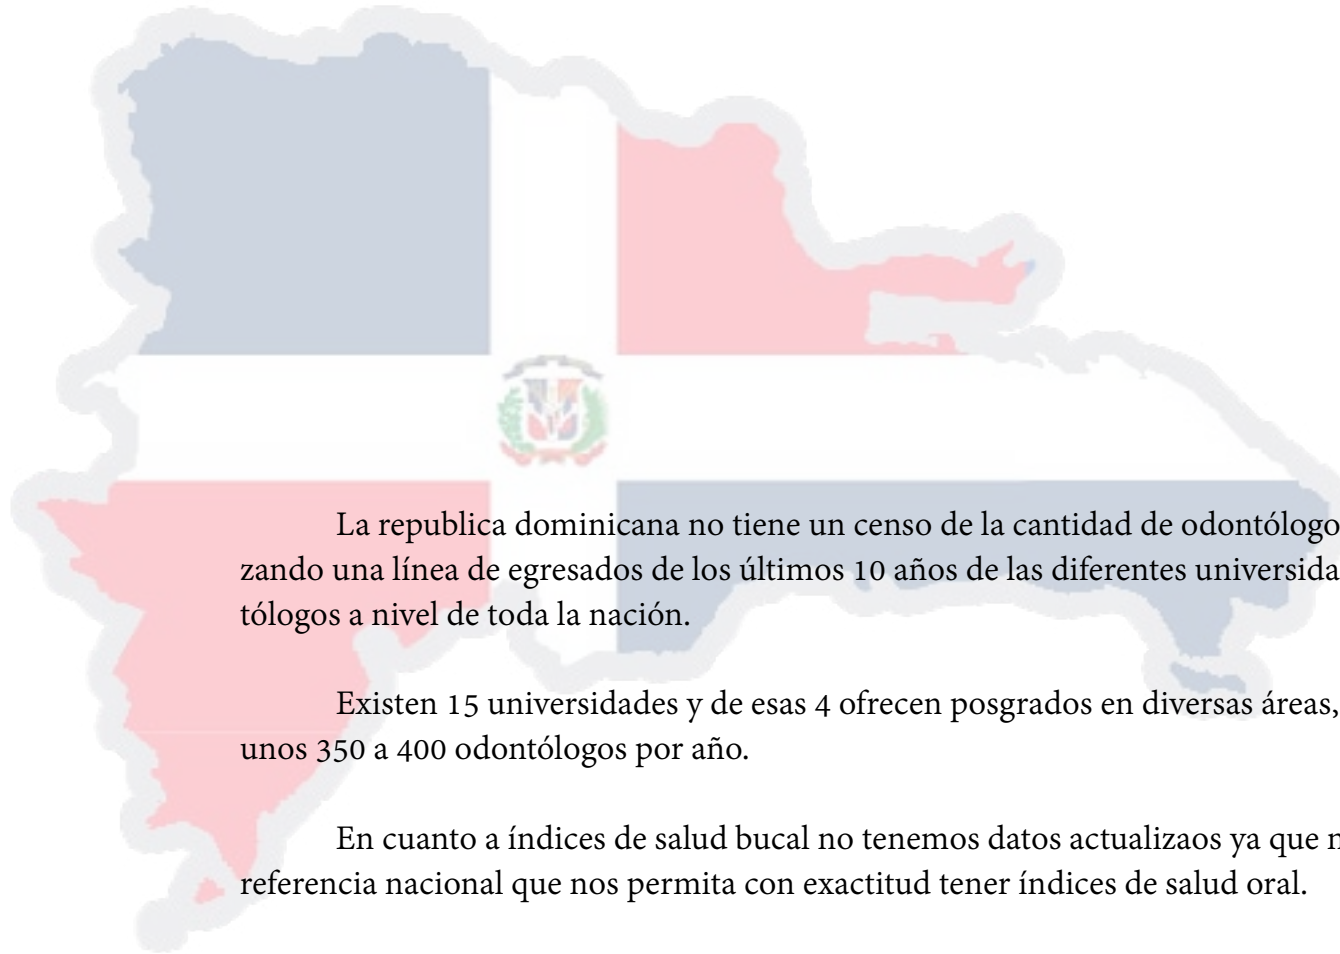 La republica dominicana no tiene un censo de la cantidad de odontólogo
zando una línea de egresados de los últimos 10 años de las diferentes universida
tólogos a nivel de toda la nación.
Existen 15 universidades y de esas 4 ofrecen posgrados en diversas áreas,
unos 350 a 400 odontólogos por año.
En cuanto a índices de salud bucal no tenemos datos actualizaos ya que n
referencia nacional que nos permita con exactitud tener índices de salud oral.